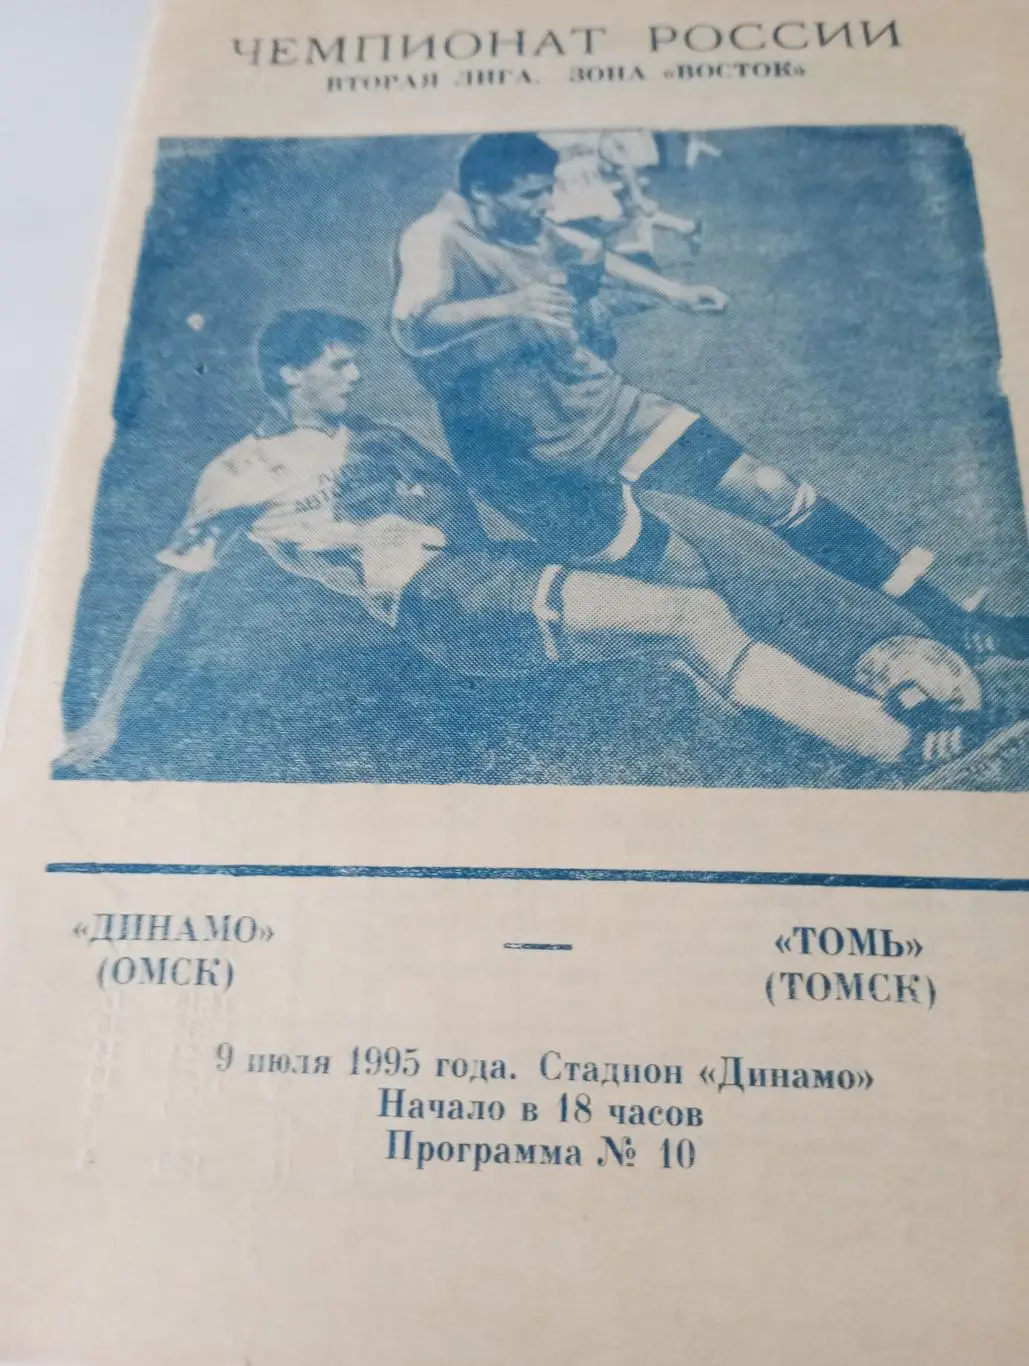 ЧЕМПИОНАТ РОССИИ
ВТОРАЯ ЛИГА. ЗОНА «ВОСТОК»
«ДИНАМО» — «ТОМЬ»
(ОМСК) (ТОМСК)
9 июля 1995 года. Стадион «Динамо»
Начало в 18 часов
Программа № 10